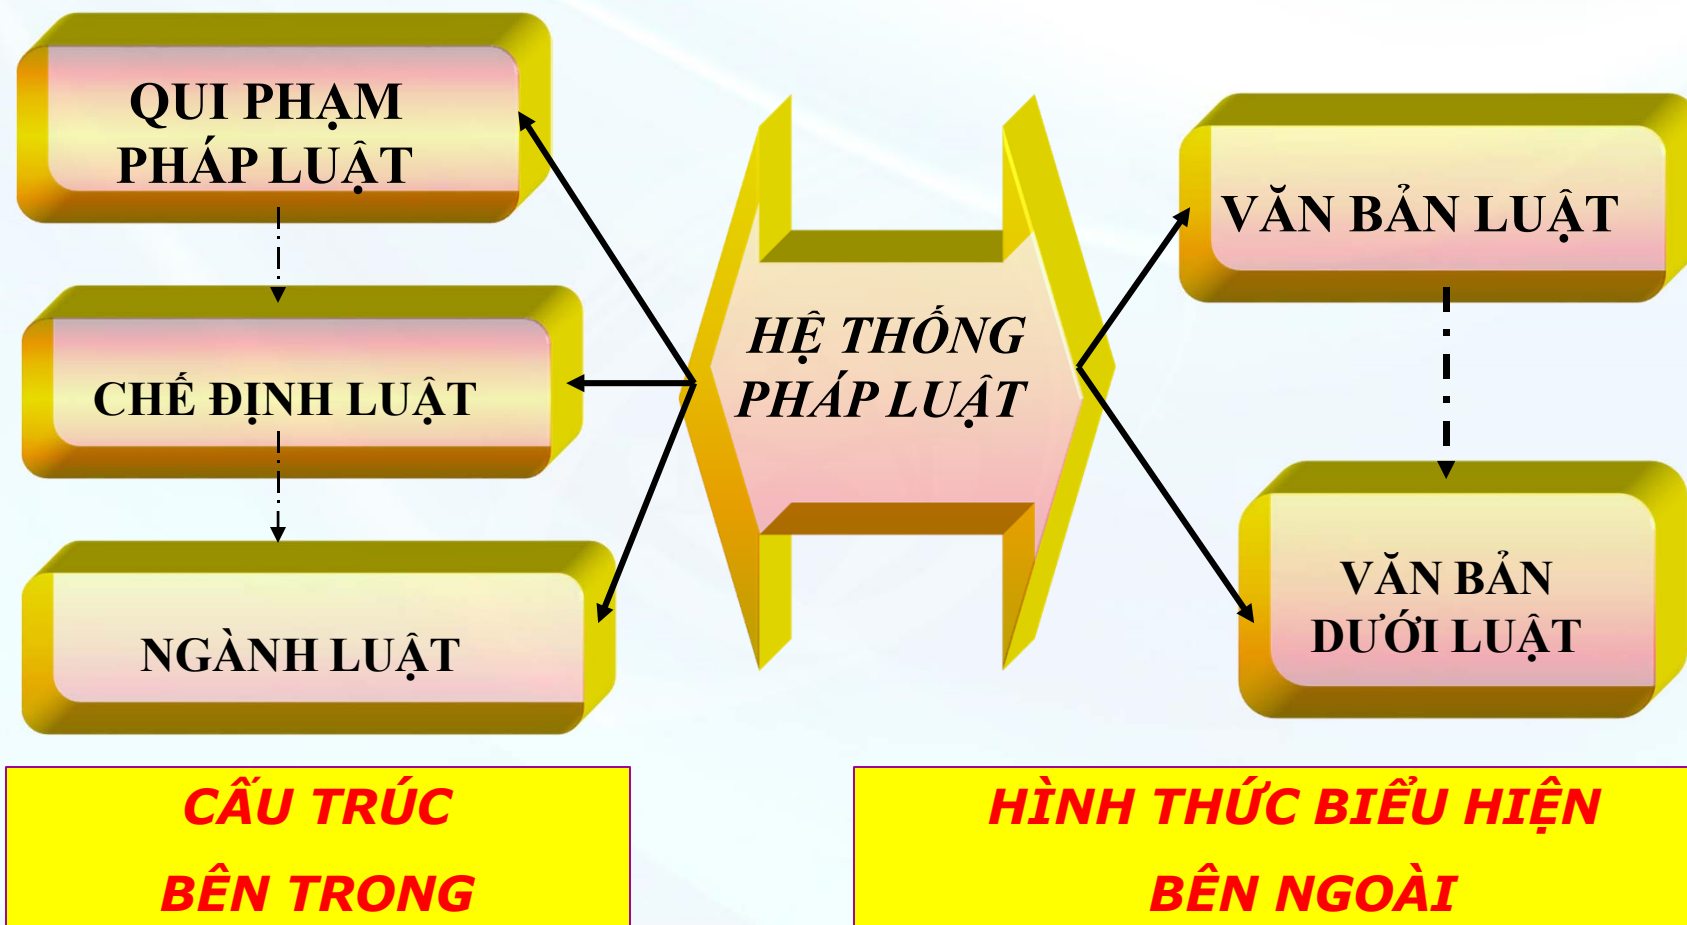 QUI PHẠM
PHÁP LUẬT
CHẾ ĐỊNH LUẬT
NGÀNH LUẬT
HỆ THỐNG
PHÁP LUẬT
VĂN BẢN LUẬT
VĂN BẢN
DƯỚI LUẬT
CẤU TRÚC
BÊN TRONG
HÌNH THỨC BIỂU HIỆN
BÊN NGOÀI